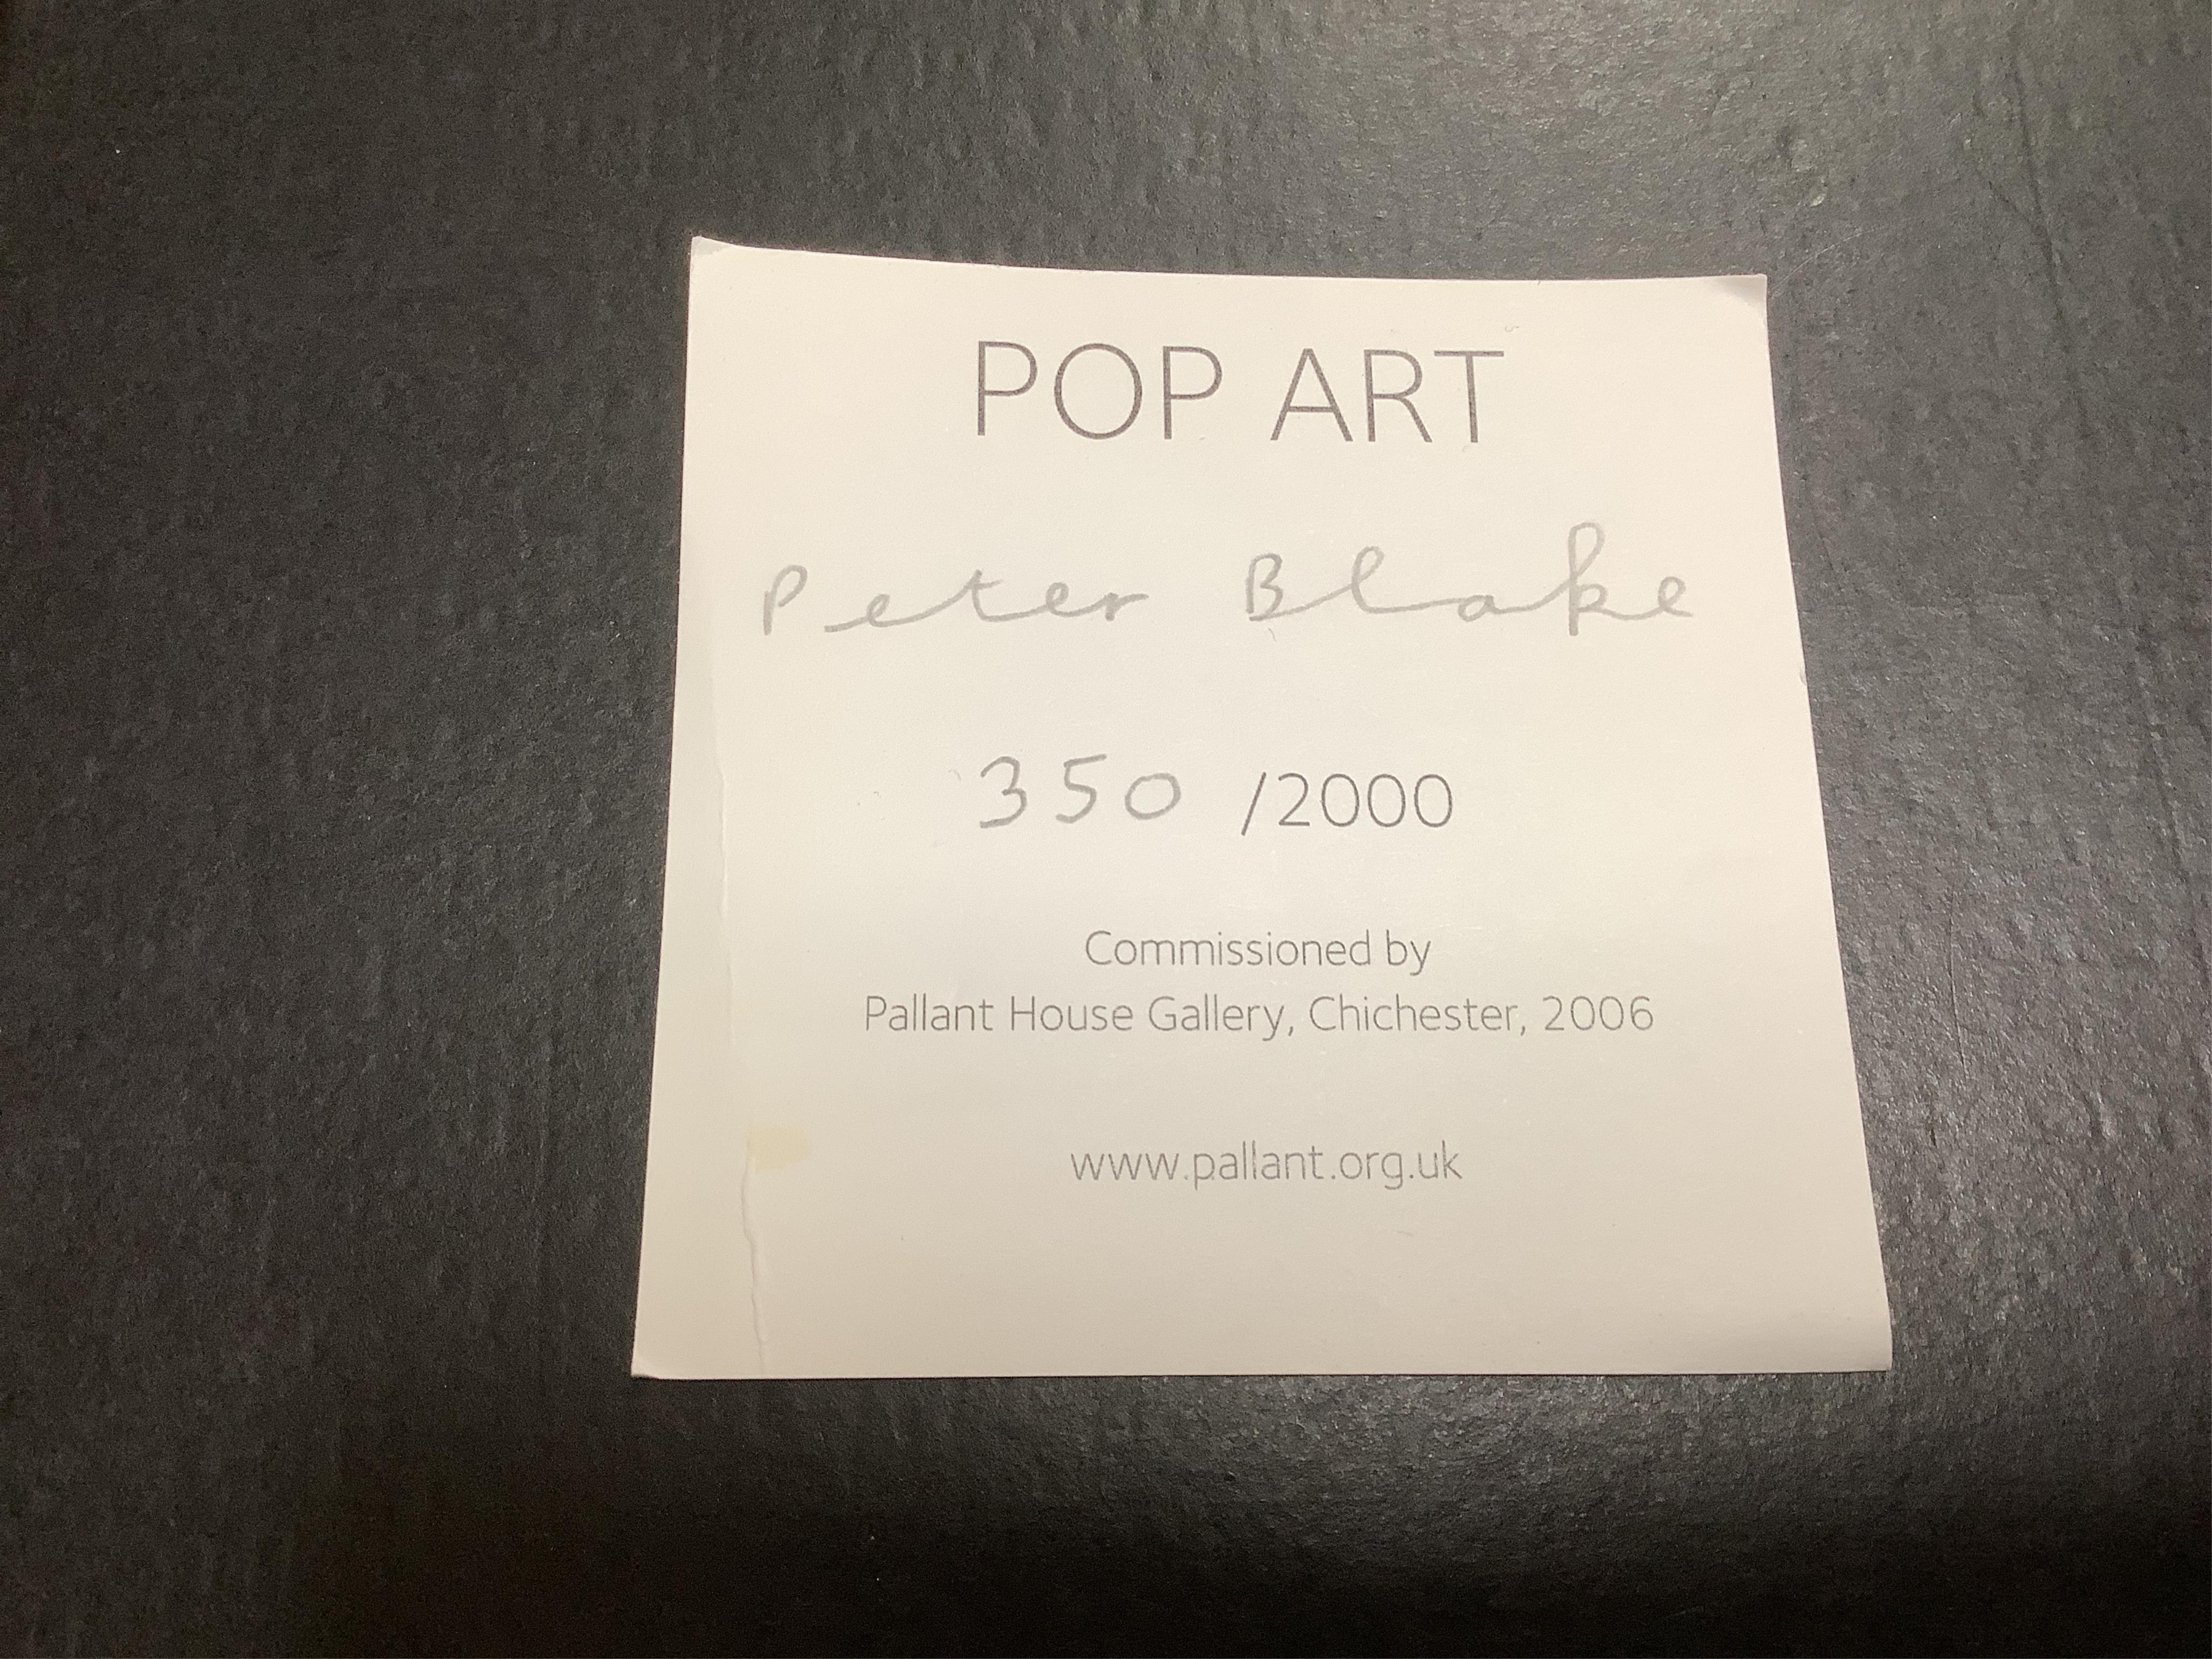 POP ART
Peter Blake
350 /2000
Commissioned by
Pallant House Gallery, Chichester, 2006
www.pallant.org.uk